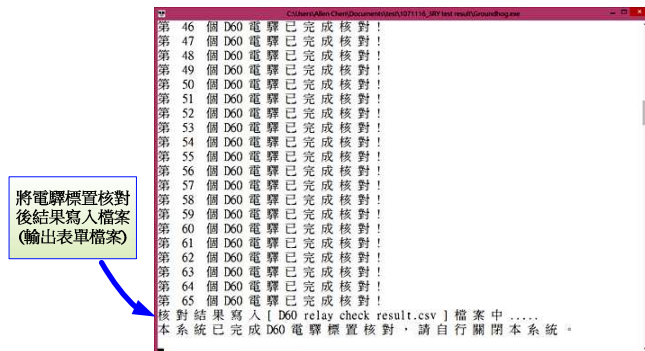 C:\Users\Allen Chen\Documents\test\1071116_3RY test result\Groundhog.exe
第 46 個 D60 電驛已完成核對!
第 47 個 D60 電驛已完成核對!
第 48 個 D60 電驛已完成核對!
第 49 個 D60 電驛已完成核對!
第 50 個 D60 電驛已完成核對!
第 51 個 D60 電驛已完成核對!
第 52 個 D60 電驛已完成核對!
第 53 個 D60 電驛已完成核對!
第 54 個 D60 電驛已完成核對!
第 55 個 D60 電驛已完成核對!
第 56 個 D60 電驛已完成核對!
第 57 個 D60 電驛已完成核對!
第 58 個 D60 電驛已完成核對!
第 59 個 D60 電驛已完成核對!
第 60 個 D60 電驛已完成核對!
第 61 個 D60 電驛已完成核對!
第 62 個 D60 電驛已完成核對!
第 63 個 D60 電驛已完成核對!
第 64 個 D60 電驛已完成核對!
第 65 個 D60 電驛已完成核對!
核對結果寫入[ D60 relay check result.csv ]檔案中.....
本系統已完成D60電驛標置核對,請自行關閉本系統。
將電驛標置核對
後結果寫入檔案
(輸出表單檔案)